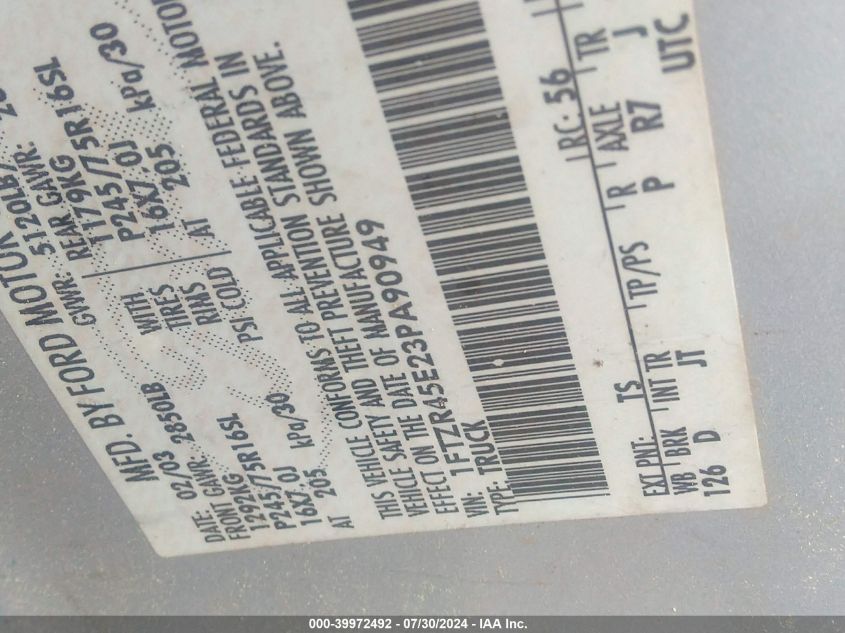 MFD. BY FORD MOTOR
DATE: 02/03 GVWR: 5120LB/
FRONT GAWR: 2850LB WITH REAR GAWR:
1292KG TIRES 1779KG
P245/75R16SL RIMS P245/75R16SL
16X7.0J 16X7.0J
AT 205 kPa/30 PSI COLD AT 205 kPa/30
THIS VEHICLE CONFORMS TO ALL APPLICABLE FEDERAL MOTOR
VEHICLE SAFETY AND THEFT PREVENTION STANDARDS IN
EFFECT ON THE DATE OF MANUFACTURE SHOWN ABOVE.
VIN: 1FTZR45E23PA90949
TYPE: TRUCK
EXT PNT: TS RC: 56
WB BRK INT TR TP/PS R AXLE TR
126 D JT P R7 J
UTC
000-39972492 - 07/30/2024 - IAA Inc.